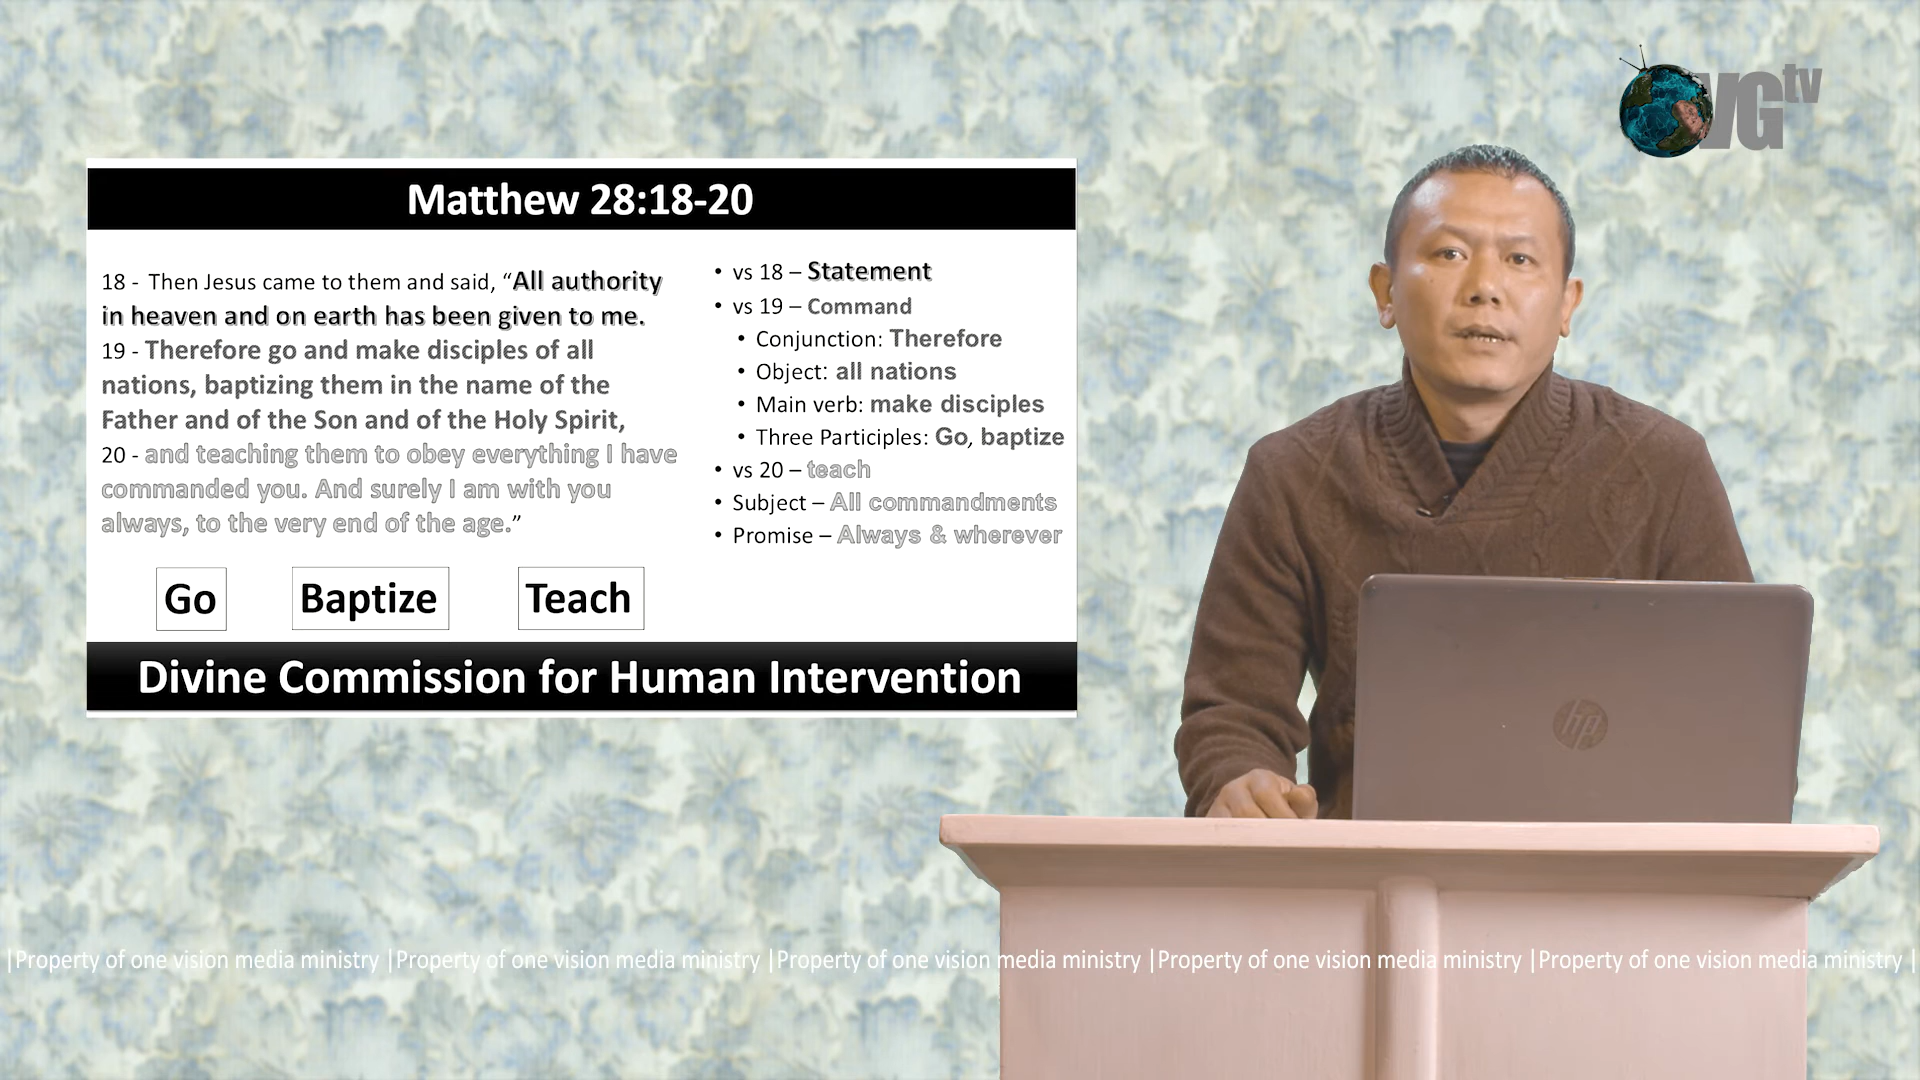 VGtv
Matthew 28:18-20
18 - Then Jesus came to them and said, “All authority
in heaven and on earth has been given to me.
19 - Therefore go and make disciples of all
nations, baptizing them in the name of the
Father and of the Son and of the Holy Spirit,
20 - and teaching them to obey everything I have
commanded you. And surely I am with you
always, to the very end of the age.”
• vs 18 – Statement
• vs 19 – Command
• Conjunction: Therefore
• Object: all nations
• Main verb: make disciples
• Three Participles: Go, baptize
• vs 20 – teach
• Subject – All commandments
• Promise – Always & wherever
Go Baptize Teach
Divine Commission for Human Intervention
hp
|Property of one vision media ministry |Property of one vision media ministry |Property of one vision media ministry |Property of one vision media ministry |Property of one vision media ministry |